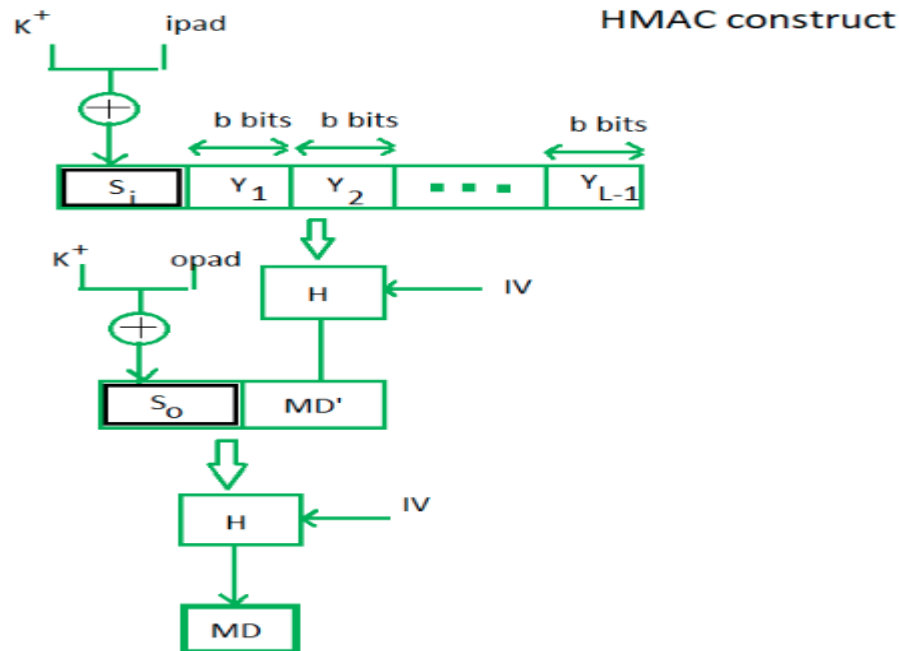 HMAC construct
K+ ipad
b bits b bits b bits
Si Y1 Y2 YL-1
K+ opad
H IV
So MD'
H IV
MD